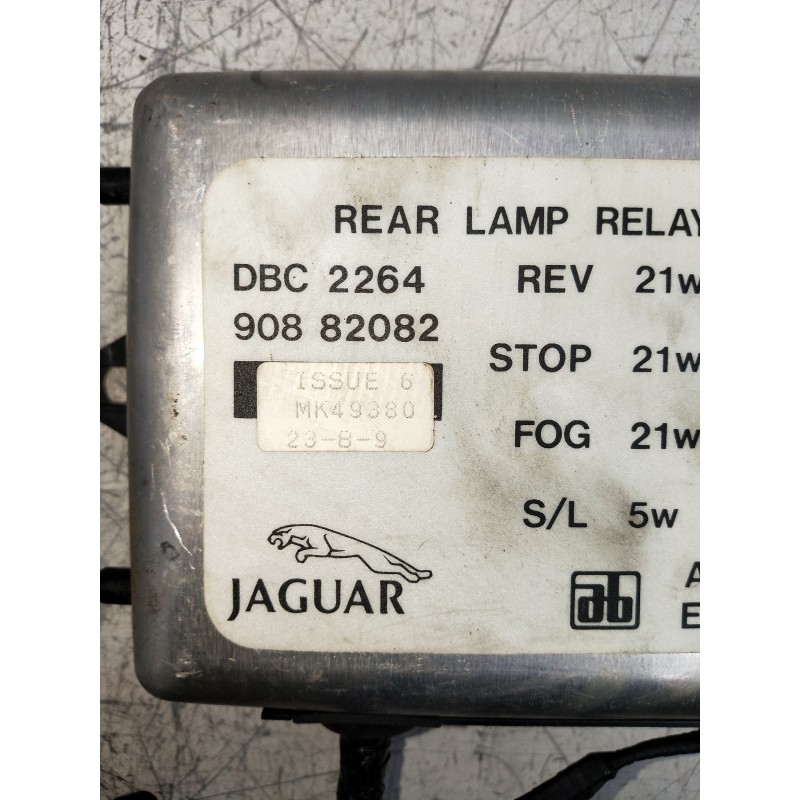 REAR LAMP RELAY
DBC 2264 REV 21w
908 82082
STOP 21w
ISSUE 6
MK49380
FOG 21w
23-8-9
S/L 5w
JAGUAR
ab A
E